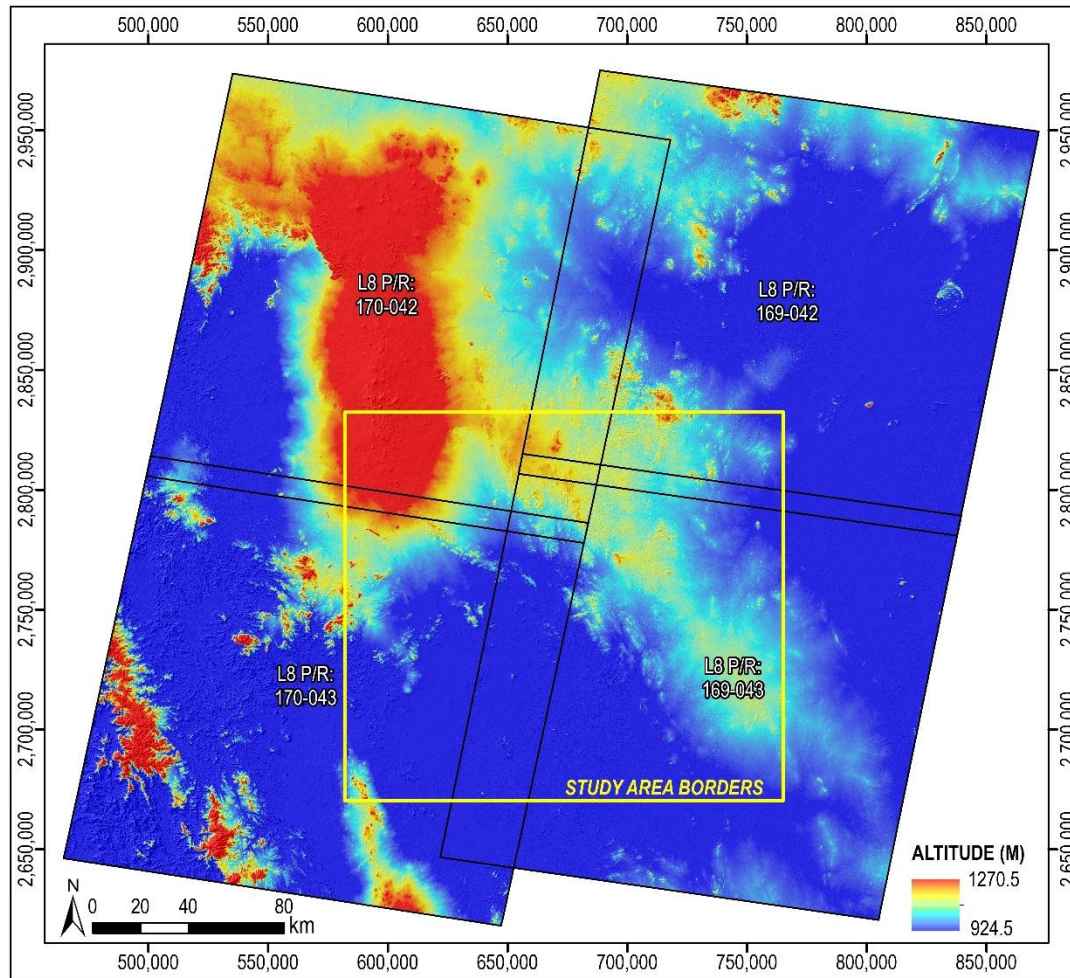 500,000 550,000 600,000 650,000 700,000 750,000 800,000 850,000
2,950,000
2,900,000
2,850,000
2,800,000
2,750,000
2,700,000
2,650,000
2,950,000
2,900,000
2,850,000
2,800,000
2,750,000
2,700,000
2,650,000
L8 P/R:
170-042
L8 P/R:
169-042
L8 P/R:
170-043
L8 P/R:
169-043
STUDY AREA BORDERS
ALTITUDE (M)
1270.5
924.5
N
0 20 40 80
km
500,000 550,000 600,000 650,000 700,000 750,000 800,000 850,000